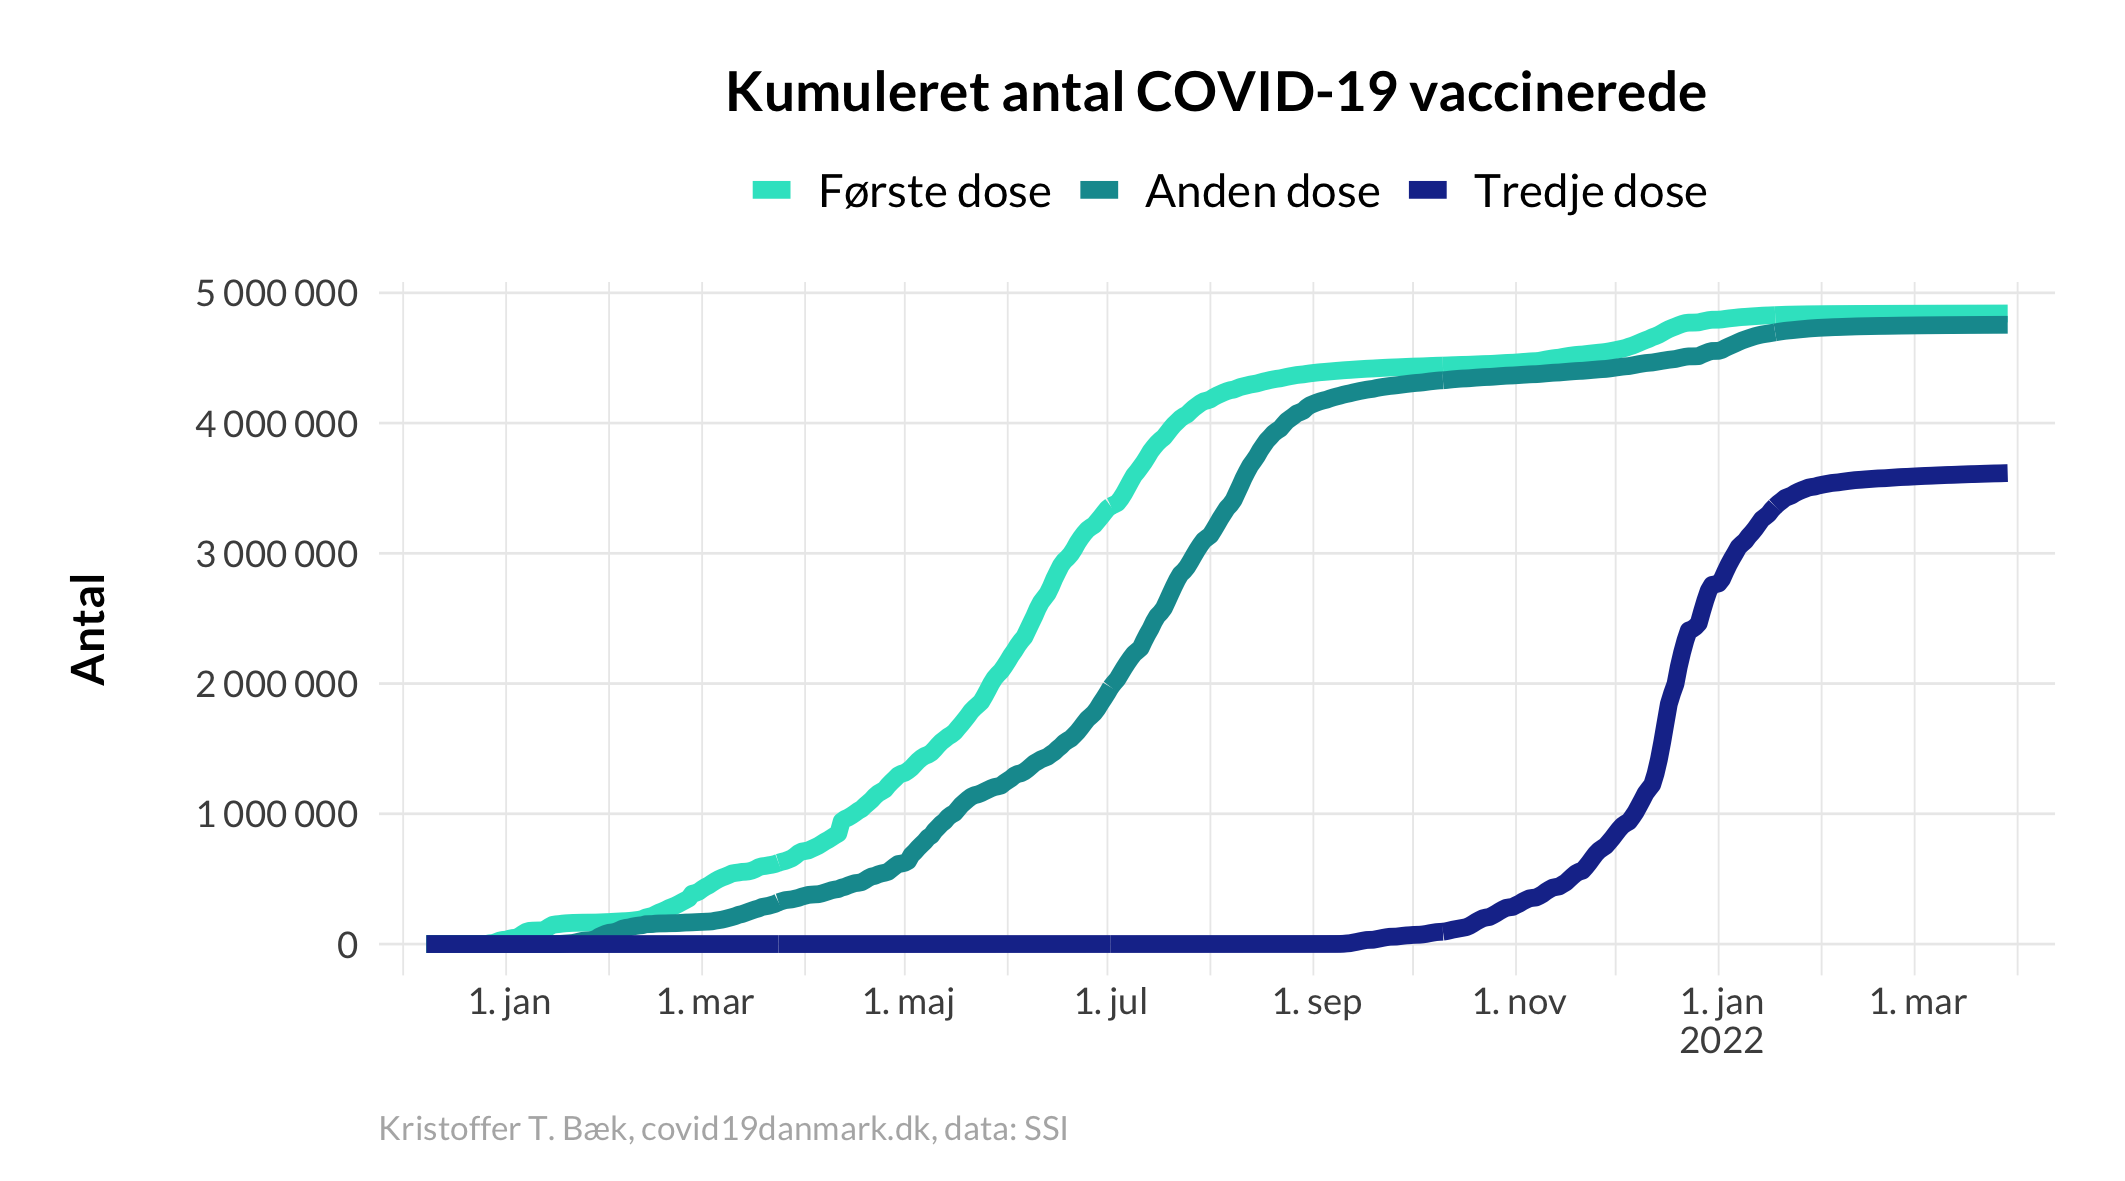 Kumuleret antal COVID-19 vaccinerede
Første dose Anden dose Tredje dose
5 000 000
4 000 000
3 000 000
2 000 000
1 000 000
0
Antal
1. jan 1. mar 1. maj 1. jul 1. sep 1. nov 1. jan 1. mar
2022
Kristoffer T. Bæk, covid19danmark.dk, data: SSI